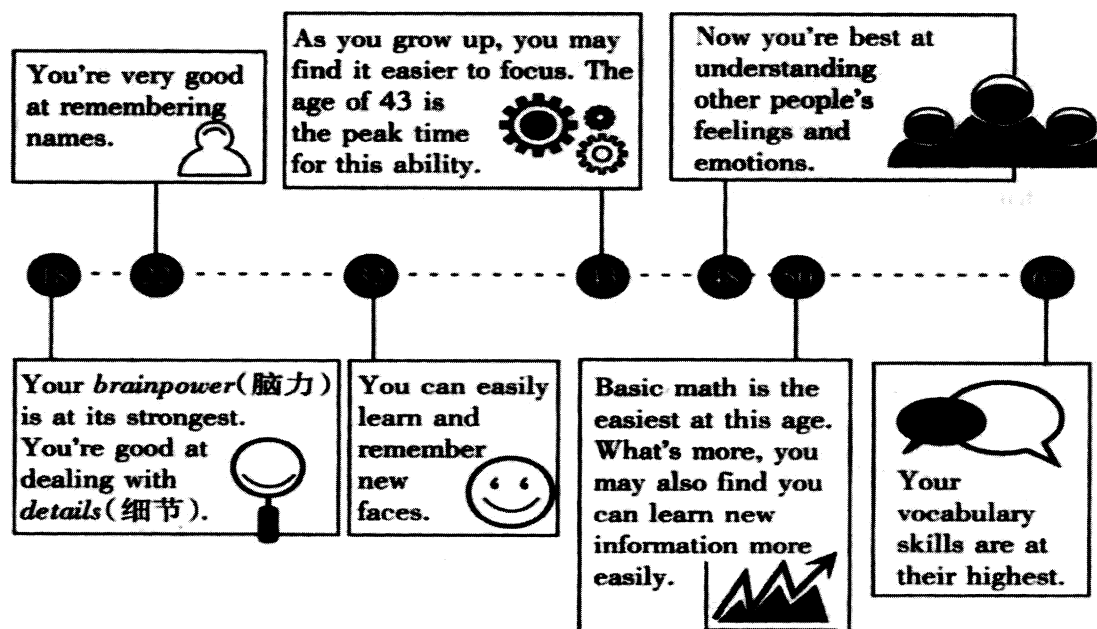 You're very good
at remembering
names.
As you grow up, you may
find it easier to focus. The
age of 43 is
the peak time
for this ability.
Now you're best at
understanding
other people's
feelings and
emotions.
Your brainpower(脑力)
is at its strongest.
You're good at
dealing with
details(细节).
You can easily
learn and
remember
new
faces.
Basic math is the
easiest at this age.
What's more, you
may also find you
can learn new
information more
easily.
Your
vocabulary
skills are at
their highest.